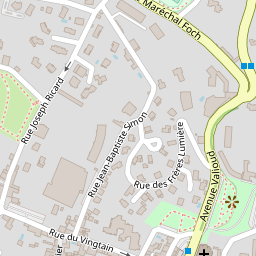 Maréchal Foch
Rue Joseph Ricard
Rue Jean-Baptiste Simon
Rue des Frères Lumière
Avenue Valioud
Rue du Vingtain